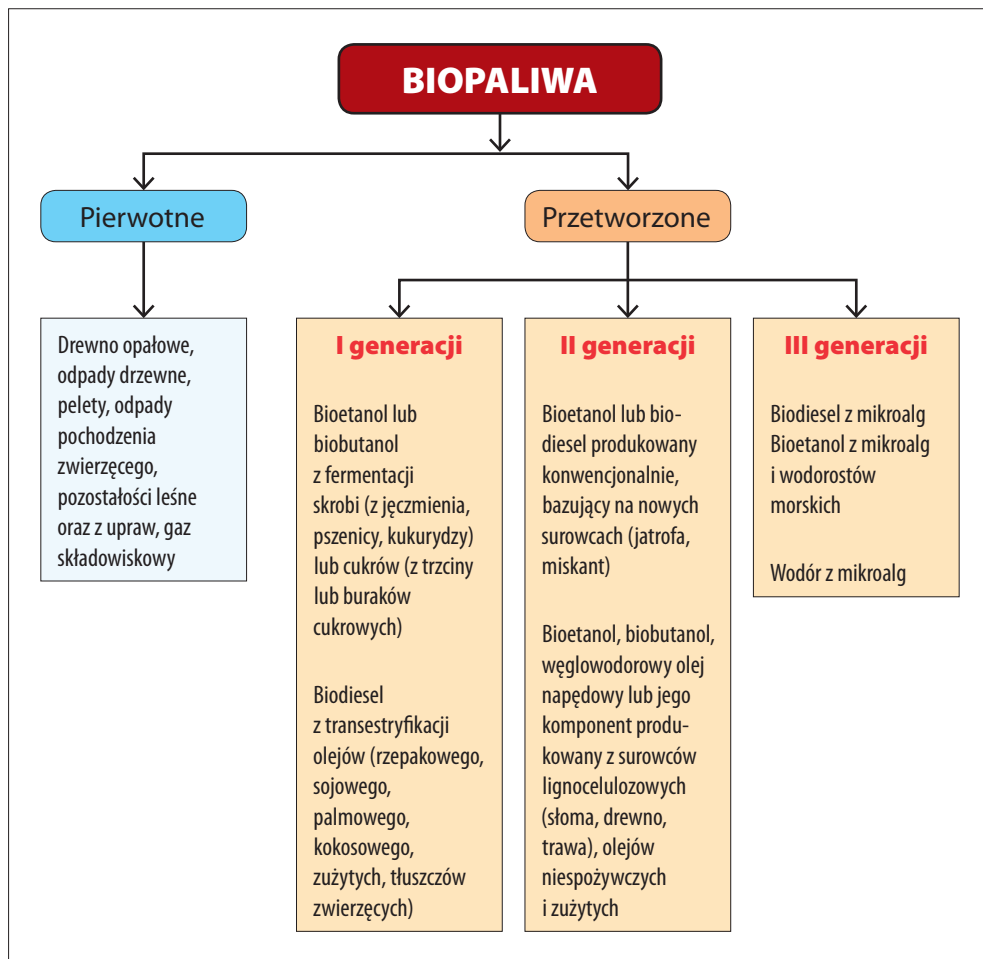 BIOPALIWA
Pierwotne
Przetworzone
Drewno opałowe,
odpady drzewne,
pelety, odpady
pochodzenia
zwierzęcego,
pozostałości leśne
oraz z upraw, gaz
składowiskowy
I generacji
Bioetanol lub
biobutanol
z fermentacji
skrobi (z jęczmienia,
pszenicy, kukurydzy)
lub cukrów (z trzciny
lub buraków
cukrowych)
Biodiesel
z transestryfikacji
olejów (rzepakowego,
sojowego,
palmowego,
kokosowego,
zużytych, tłuszczów
zwierzęcych)
II generacji
Bioetanol lub bio-
diesel produkowany
konwencjonalnie,
bazujący na nowych
surowcach (jatrofa,
miskant)
Bioetanol, biobutanol,
węglowodorowy olej
napędowy lub jego
komponent produ-
kowany z surowców
lignocelulozowych
(słoma, drewno,
trawa), olejów
niespożywczych
i zużytych
III generacji
Biodiesel z mikroalg
Bioetanol z mikroalg
i wodorostów
morskich
Wodór z mikroalg